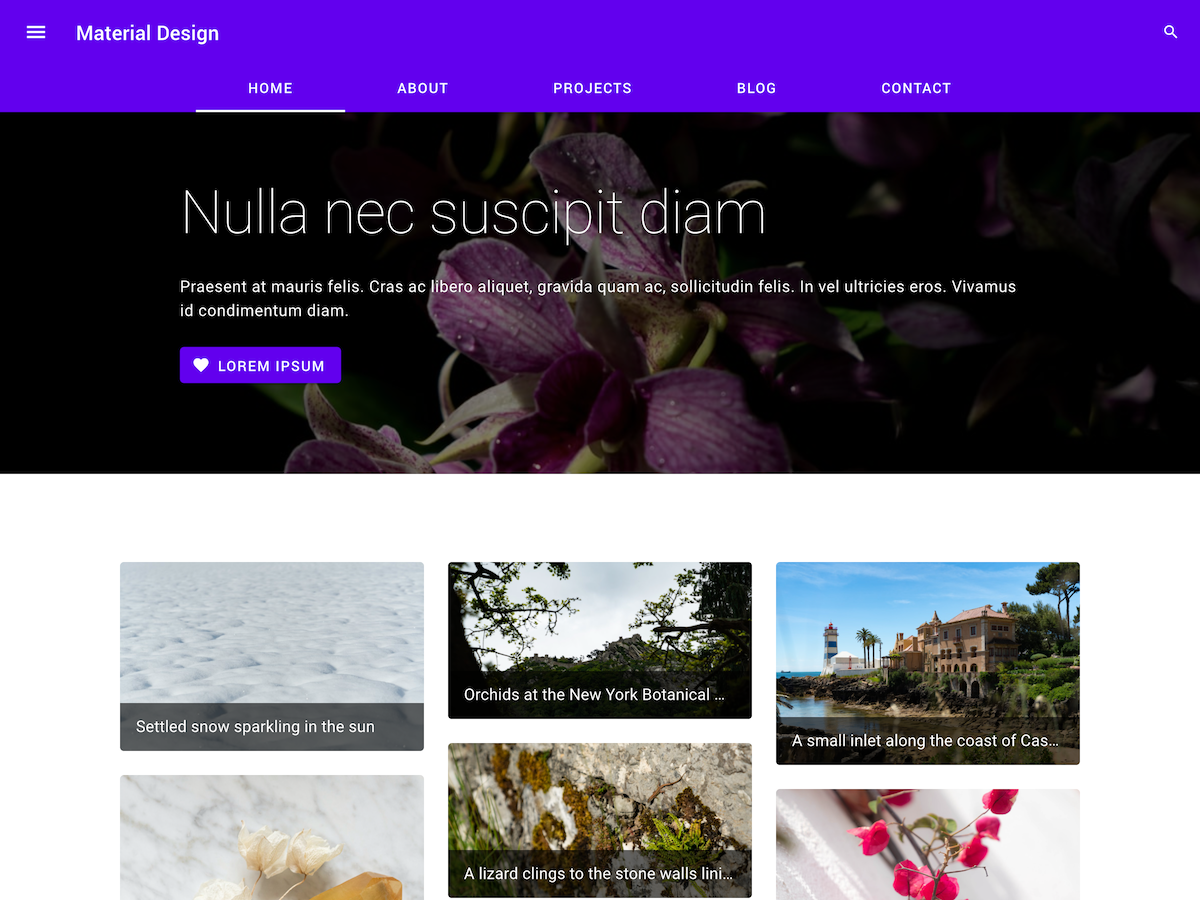 Material Design
HOME ABOUT PROJECTS BLOG CONTACT
Nulla nec suscipit diam
Praesent at mauris felis. Cras ac libero aliquet, gravida quam ac, sollicitudin felis. In vel ultricies eros. Vivamus
id condimentum diam.
LOREM IPSUM
Settled snow sparkling in the sun
Orchids at the New York Botanical ...
A small inlet along the coast of Cas...
A lizard clings to the stone walls lini...